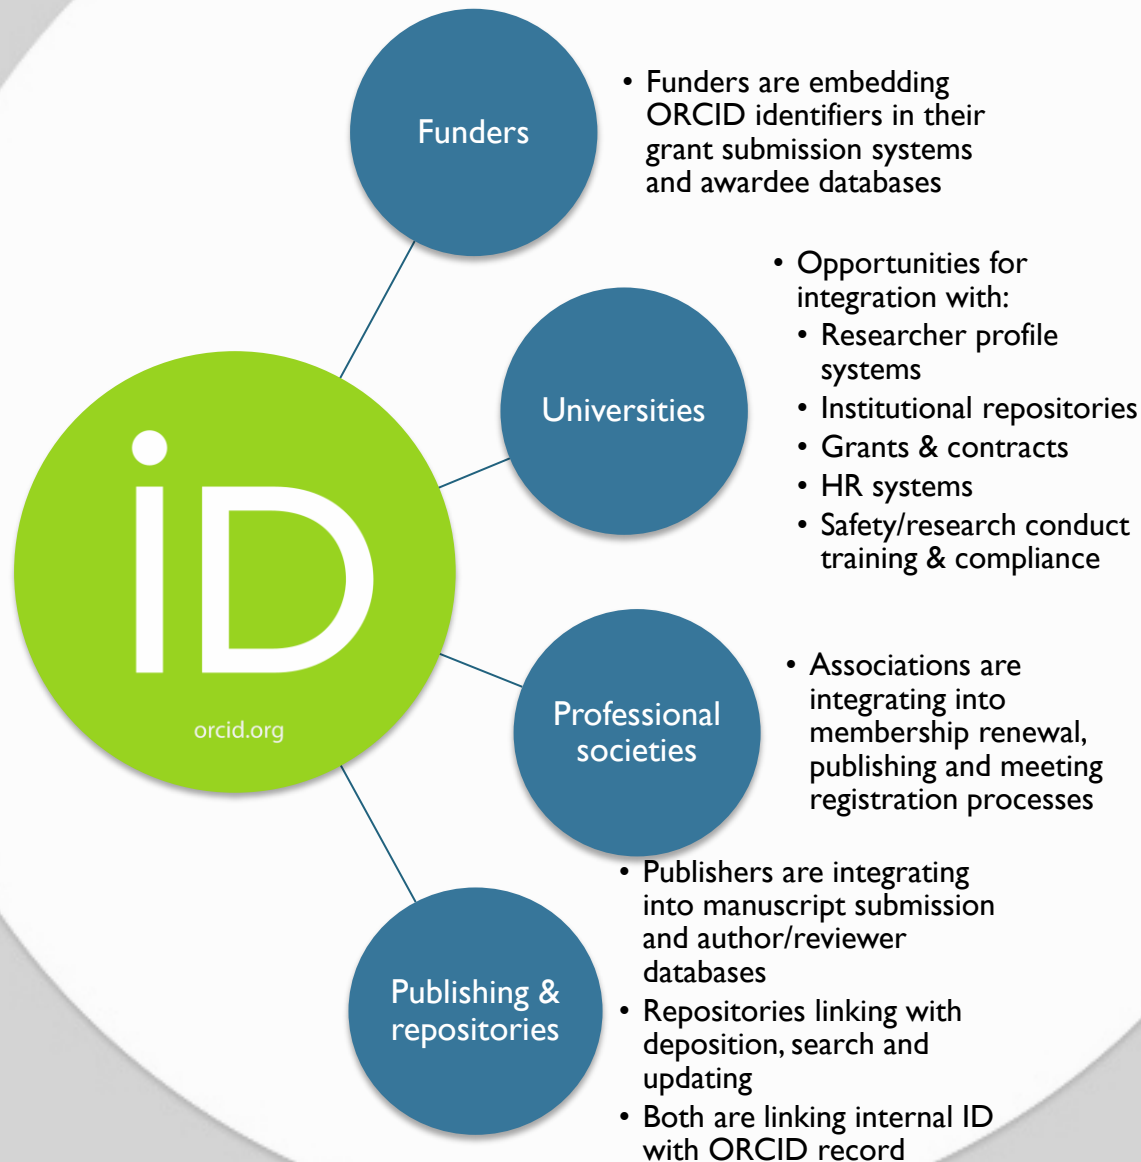 Funders
• Funders are embedding
ORCID identifiers in their
grant submission systems
and awardee databases
Universities
• Opportunities for
integration with:
• Researcher profile
systems
• Institutional repositories
• Grants & contracts
• HR systems
• Safety/research conduct
training & compliance
iD
orcid.org
Professional
societies
• Associations are
integrating into
membership renewal,
publishing and meeting
registration processes
Publishing &
repositories
• Publishers are integrating
into manuscript submission
and author/reviewer
databases
• Repositories linking with
deposition, search and
updating
• Both are linking internal ID
with ORCID record